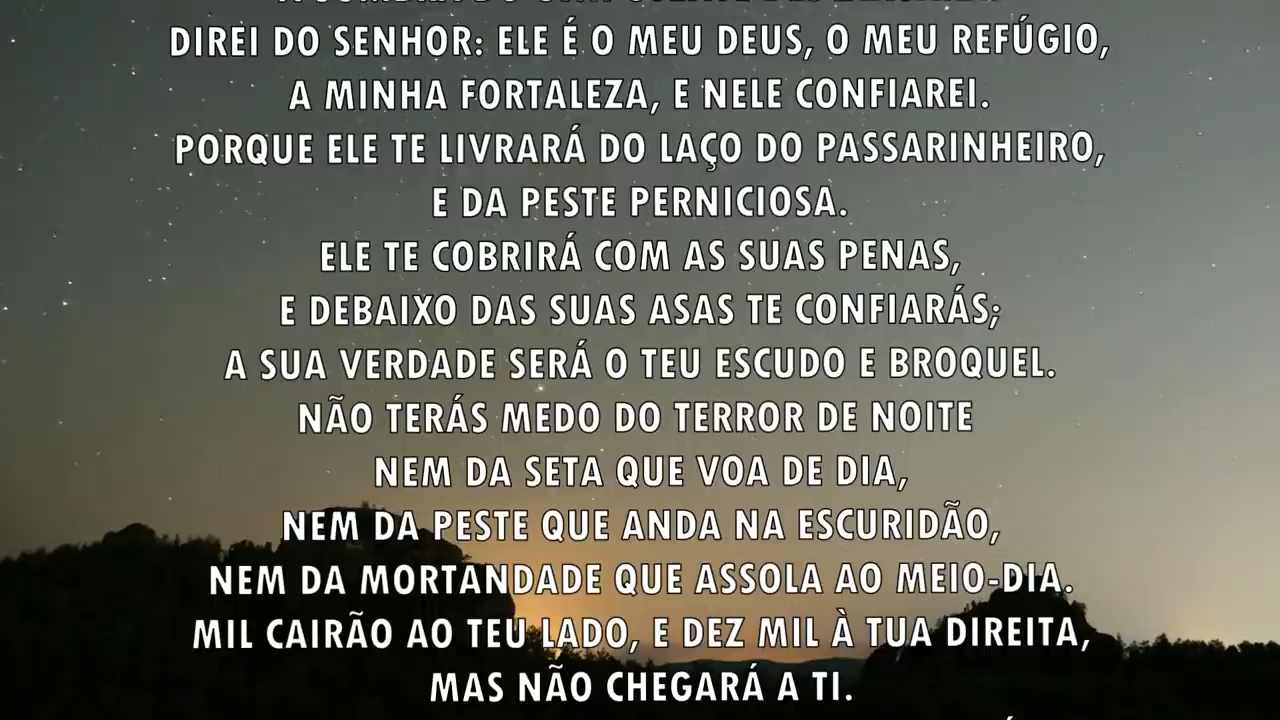 DIREI DO SENHOR: ELE É O MEU DEUS, O MEU REFÚGIO,
A MINHA FORTALEZA, E NELE CONFIAREI.
PORQUE ELE TE LIVRARÁ DO LAÇO DO PASSARINHEIRO,
E DA PESTE PERNICIOSA.
ELE TE COBRIRÁ COM AS SUAS PENAS,
E DEBAIXO DAS SUAS ASAS TE CONFIARÁS;
A SUA VERDADE SERÁ O TEU ESCUDO E BROQUEL.
NÃO TERÁS MEDO DO TERROR DE NOITE
NEM DA SETA QUE VOA DE DIA,
NEM DA PESTE QUE ANDA NA ESCURIDÃO,
NEM DA MORTANDADE QUE ASSOLA AO MEIO-DIA.
MIL CAIRÃO AO TEU LADO, E DEZ MIL À TUA DIREITA,
MAS NÃO CHEGARÁ A TI.